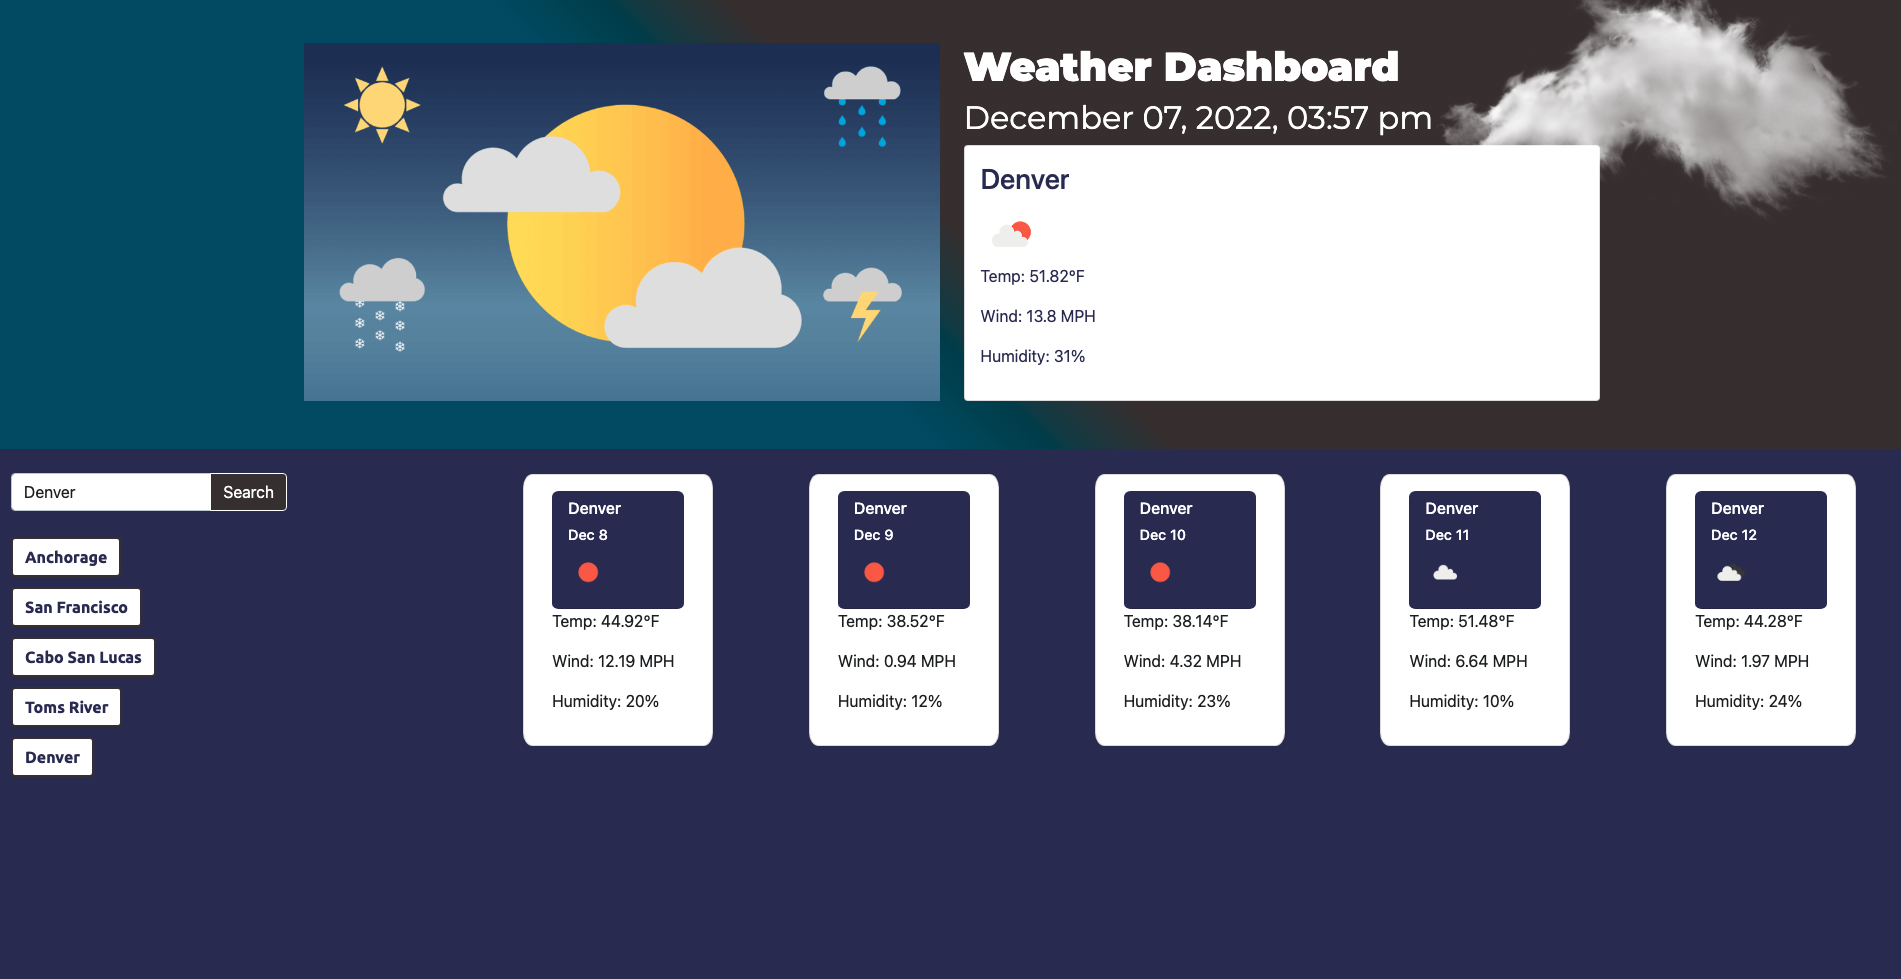 Weather Dashboard
December 07, 2022, 03:57 pm
Denver
Temp: 51.82°F
Wind: 13.8 MPH
Humidity: 31%
Denver
Search
Anchorage
San Francisco
Cabo San Lucas
Toms River
Denver
Denver
Dec 8
Temp: 44.92°F
Wind: 12.19 MPH
Humidity: 20%
Denver
Dec 9
Temp: 38.52°F
Wind: 0.94 MPH
Humidity: 12%
Denver
Dec 10
Temp: 38.14°F
Wind: 4.32 MPH
Humidity: 23%
Denver
Dec 11
Temp: 51.48°F
Wind: 6.64 MPH
Humidity: 10%
Denver
Dec 12
Temp: 44.28°F
Wind: 1.97 MPH
Humidity: 24%